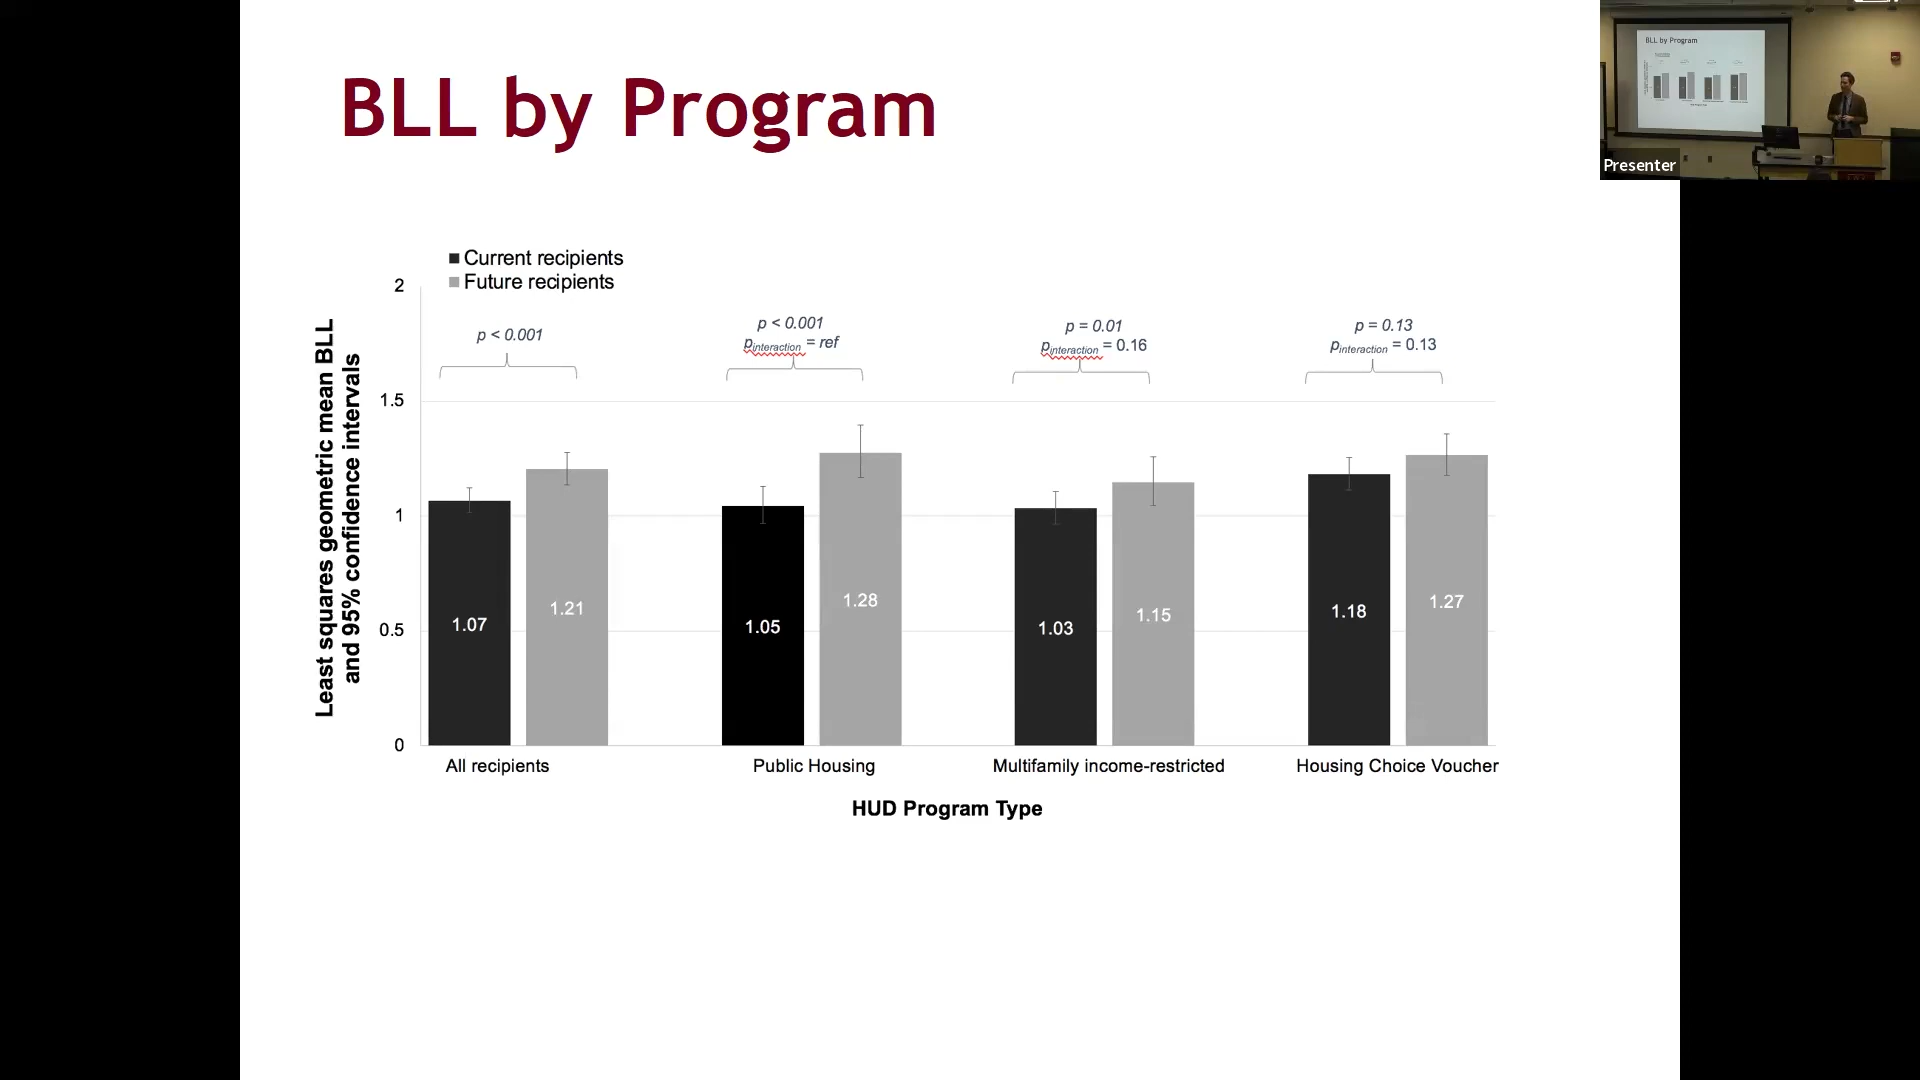 BLL by Program
BLL by Program
Presenter
Current recipients
Future recipients
Least squares geometric mean BLL
and 95% confidence intervals
2
1.5
1
0.5
0
p < 0.001
p < 0.001
pinteraction = ref
p = 0.01
pinteraction = 0.16
p = 0.13
pinteraction = 0.13
1.07
1.21
1.05
1.28
1.03
1.15
1.18
1.27
All recipients
Public Housing
Multifamily income-restricted
Housing Choice Voucher
HUD Program Type